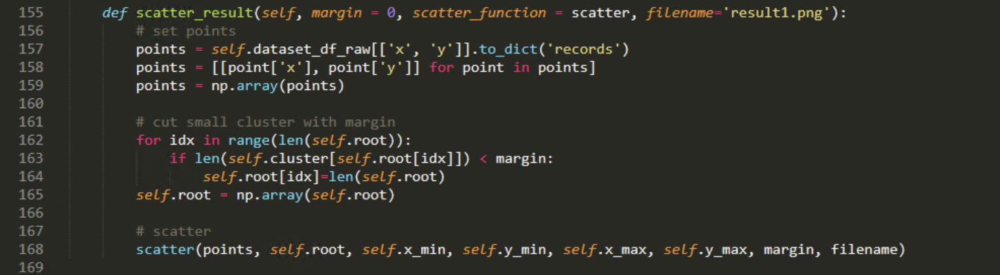 155 def scatter_result(self, margin = 0, scatter_function = scatter, filename='result1.png'):
156 # set points
157 points = self.dataset_df_raw[['x', 'y']].to_dict('records')
158 points = [[point['x'], point['y']] for point in points]
159 points = np.array(points)
160
161 # cut small cluster with margin
162 for idx in range(len(self.root)):
163 if len(self.cluster[self.root[idx]]) < margin:
164 self.root[idx]=len(self.root)
165 self.root = np.array(self.root)
166
167 # scatter
168 scatter(points, self.root, self.x_min, self.y_min, self.x_max, self.y_max, margin, filename)
169